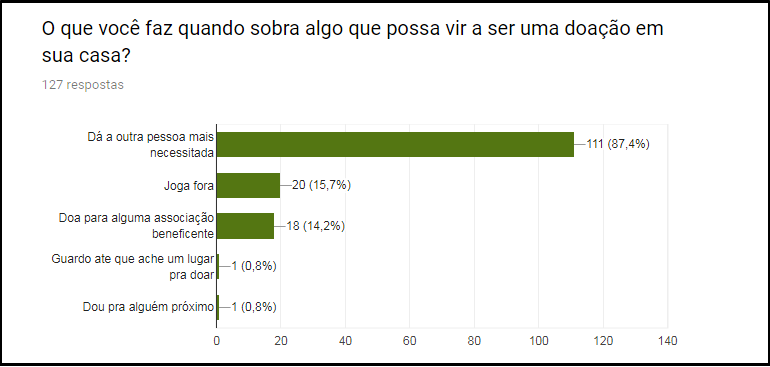 O que você faz quando sobra algo que possa vir a ser uma doação em
sua casa?
127 respostas
Dá a outra pessoa mais
necessitada
111 (87,4%)
Joga fora
20 (15,7%)
Doa para alguma associação
beneficente
18 (14,2%)
Guardo ate que ache um lugar
pra doar
1 (0,8%)
Dou pra alguém próximo
1 (0,8%)
0 20 40 60 80 100 120 140